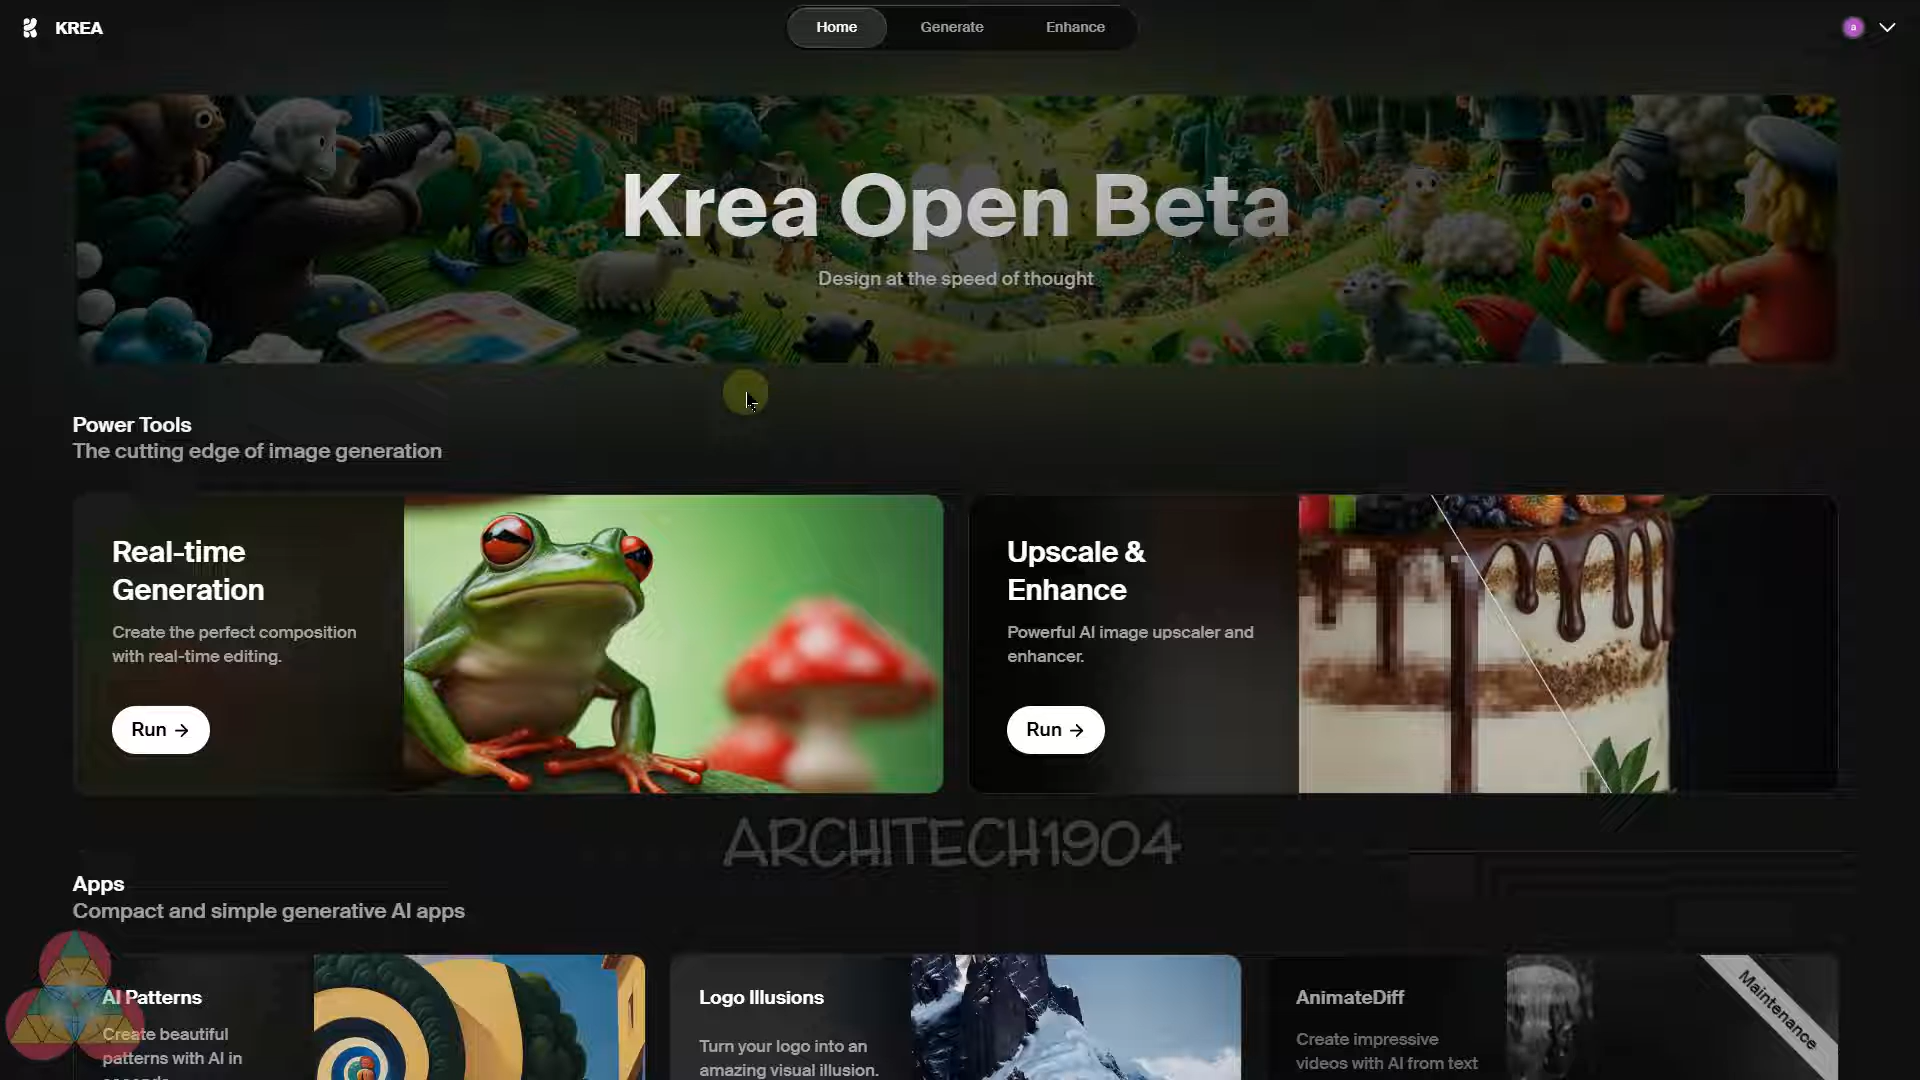 KREA
Home
Generate
Enhance
a
Krea Open Beta
Design at the speed of thought
Power Tools
The cutting edge of image generation
Real-time
Generation
Create the perfect composition
with real-time editing.
Run →
Upscale &
Enhance
Powerful AI image upscaler and
enhancer.
Run →
ARCHITECH1904
Apps
Compact and simple generative AI apps
AI Patterns
Create beautiful
patterns with AI in
Logo Illusions
Turn your logo into an
amazing visual illusion.
AnimateDiff
Create impressive
videos with AI from text
Maintenance